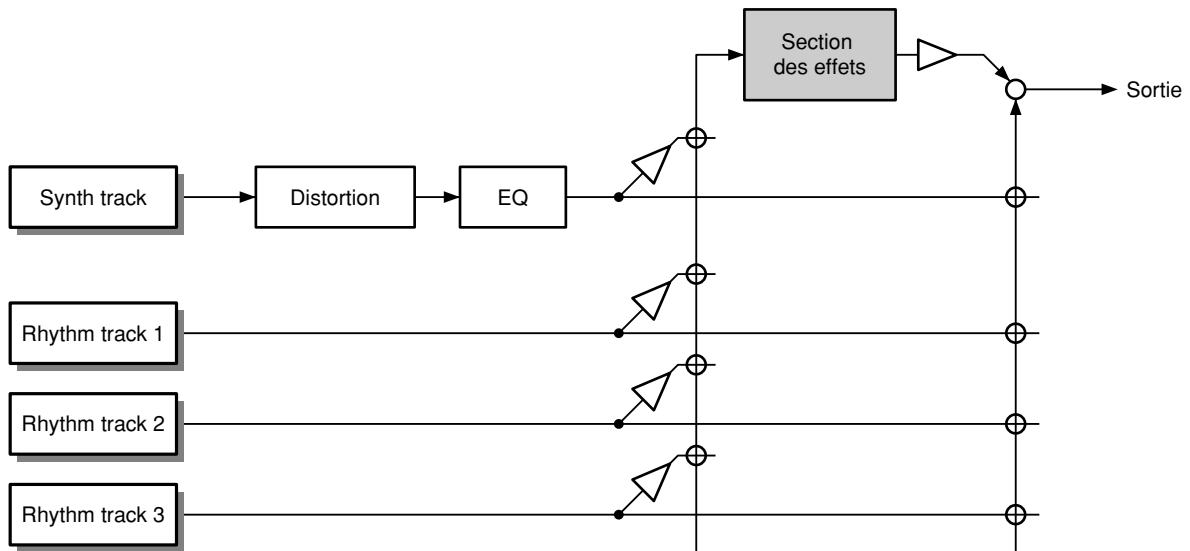 Section
des effets
Sortie
Synth track
Distortion
EQ
Rhythm track 1
Rhythm track 2
Rhythm track 3